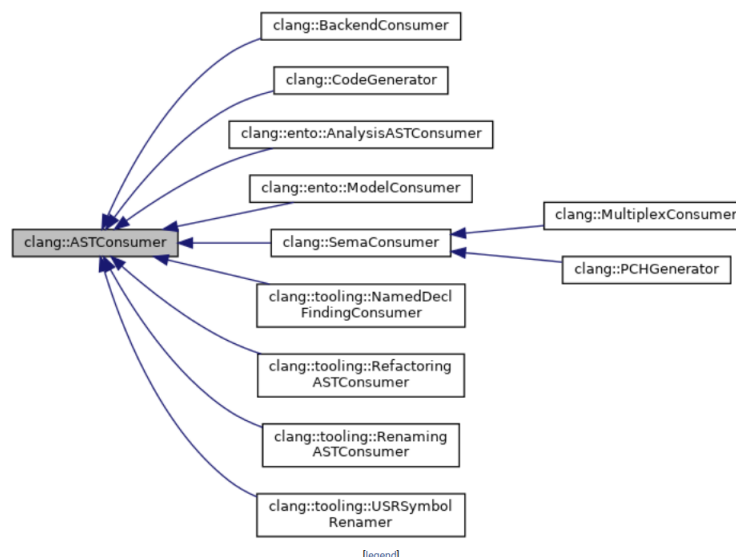 clang::BackendConsumer
clang::CodeGenerator
clang::ento::AnalysisASTConsumer
clang::ento::ModelConsumer
clang::MultiplexConsumer
clang::ASTConsumer
clang::SemaConsumer
clang::PCHGenerator
clang::tooling::NamedDecl
FindingConsumer
clang::tooling::Refactoring
ASTConsumer
clang::tooling::Renaming
ASTConsumer
clang::tooling::USRSymbol
Renamer
[legend]